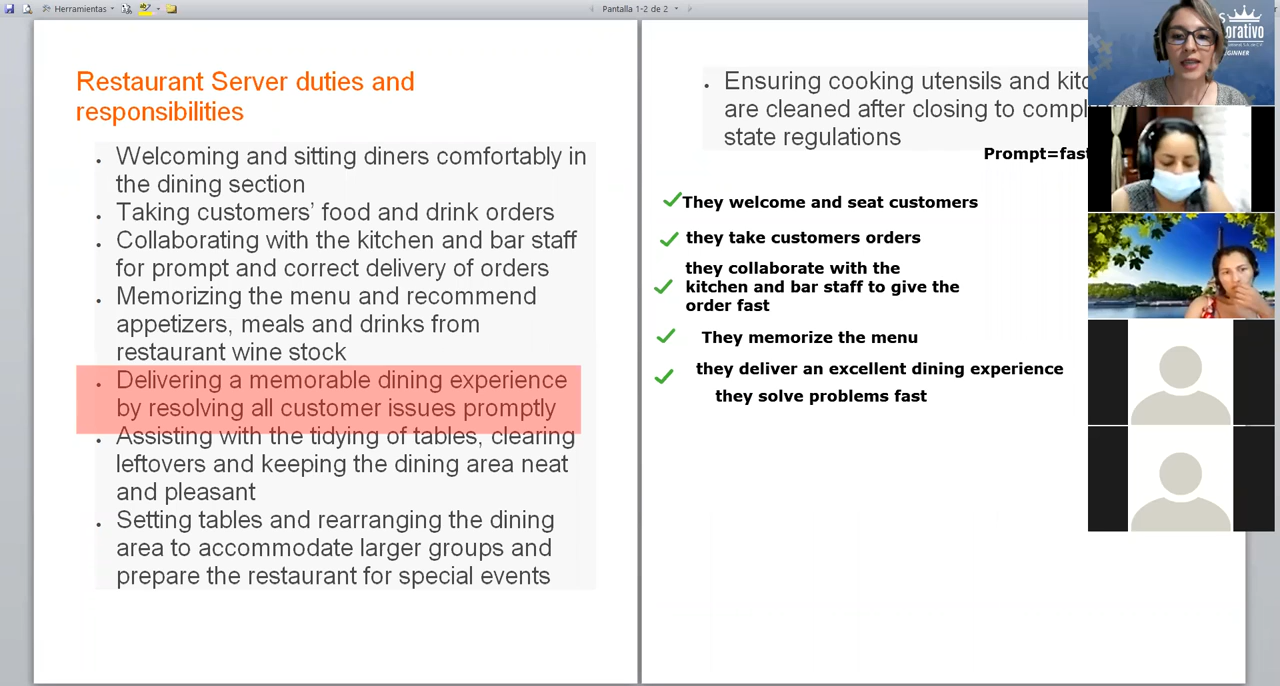 Herramientas
Pantalla 1-2 de 2
Restaurant Server duties and
responsibilities
Welcoming and sitting diners comfortably in
the dining section
Taking customers’ food and drink orders
Collaborating with the kitchen and bar staff
for prompt and correct delivery of orders
Memorizing the menu and recommend
appetizers, meals and drinks from
restaurant wine stock
Delivering a memorable dining experience
by resolving all customer issues promptly
Assisting with the tidying of tables, clearing
leftovers and keeping the dining area neat
and pleasant
Setting tables and rearranging the dining
area to accommodate larger groups and
prepare the restaurant for special events
Ensuring cooking utensils and kitc
are cleaned after closing to compl
state regulations
Prompt=fast
They welcome and seat customers
they take customers orders
they collaborate with the
kitchen and bar staff to give the
order fast
They memorize the menu
they deliver an excellent dining experience
they solve problems fast
orativo